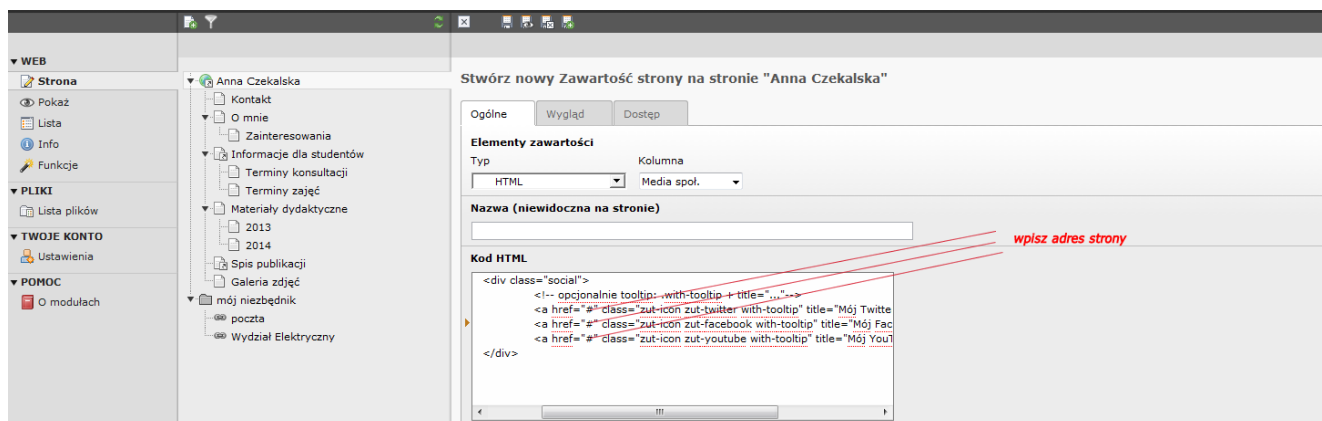 WEB
Strona
Pokaż
Lista
Info
Funkcje
PLIKI
Lista plików
TWOJE KONTO
Ustawienia
POMOC
O modułach
Anna Czekalska
Kontakt
O mnie
Zainteresowania
Informacje dla studentów
Terminy konsultacji
Terminy zajęć
Materiały dydaktyczne
2013
2014
Spis publikacji
Galeria zdjęć
mój niezbędnik
poczta
Wydział Elektryczny
Stwórz nowy Zawartość strony na stronie "Anna Czekalska"
Ogólne Wygląd Dostęp
Elementy zawartości
Typ Kolumna
HTML Media społ.
Nazwa (niewidoczna na stronie)
wpisz adres strony
Kod HTML
<div class="social">
<!-- opcjonalnie tooltip: .with-tooltip + title="..."-->
<a href="#" class="zut-icon zut-twitter with-tooltip" title="Mój Twitte
<a href="#" class="zut-icon zut-facebook with-tooltip" title="Mój Fac
<a href="#" class="zut-icon zut-youtube with-tooltip" title="Mój YouT
</div>